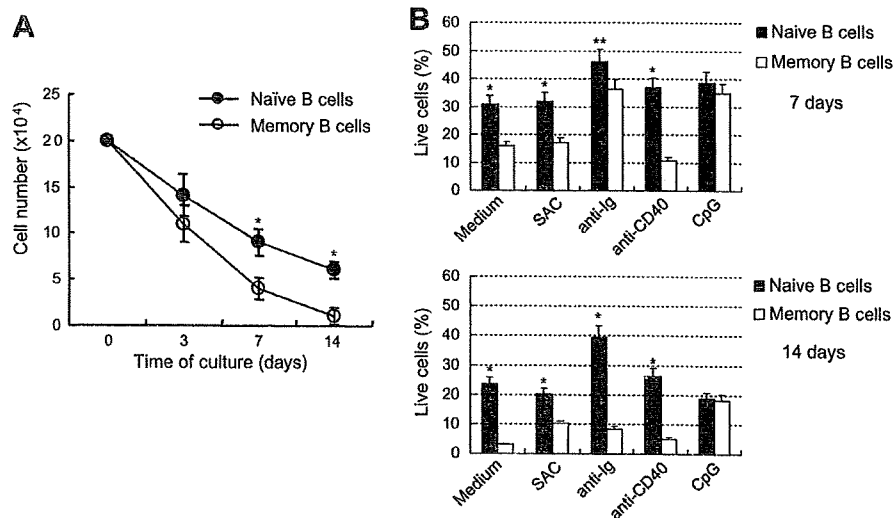 A
Naïve B cells
Memory B cells
Cell number (x10-4)
20
15
10
5
0
0 3 7 14
* *
Time of culture (days)
B
Live cells (%)
60
50
40
30
20
10
0
* * ** *
Medium SAC anti-Ig anti-CD40 CpG
Naive B cells
Memory B cells
7 days
Live cells (%)
60
50
40
30
20
10
0
* * * *
Medium SAC anti-Ig anti-CD40 CpG
Naive B cells
Memory B cells
14 days